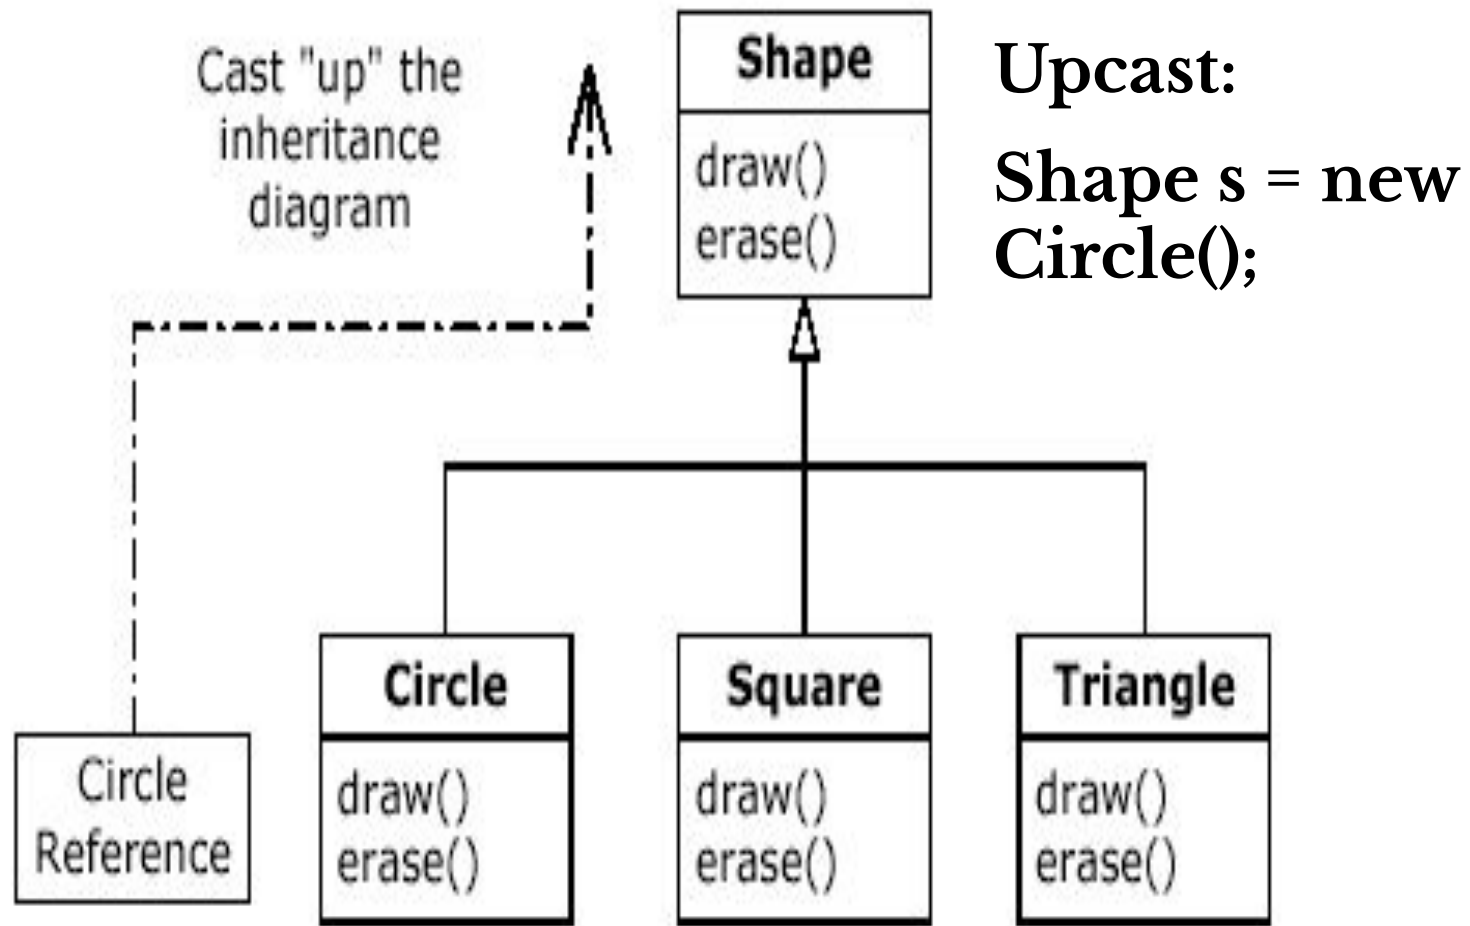 Cast "up" the
inheritance
diagram
Shape
draw()
erase()
Upcast:
Shape s = new
Circle();
Circle
Reference
Circle
draw()
erase()
Square
draw()
erase()
Triangle
draw()
erase()